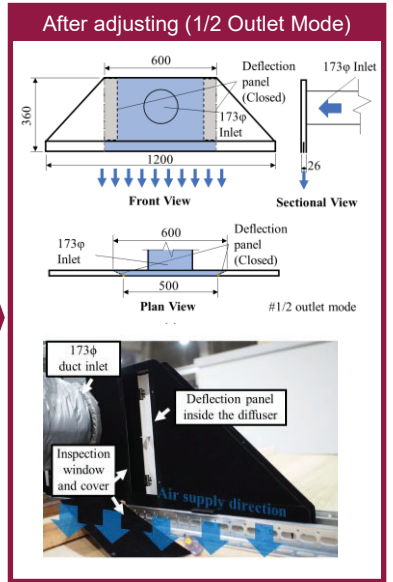 After adjusting (1/2 Outlet Mode)
600
Deflection
panel
(Closed)
173φ Inlet
360
173φ
Inlet
26
1200
Front View
Sectional View
600
Deflection
panel
(Closed)
173φ
Inlet
500
Plan View
#1/2 outlet mode
173ϕ
duct inlet
Deflection panel
inside the diffuser
Inspection
window
and cover
Air supply direction